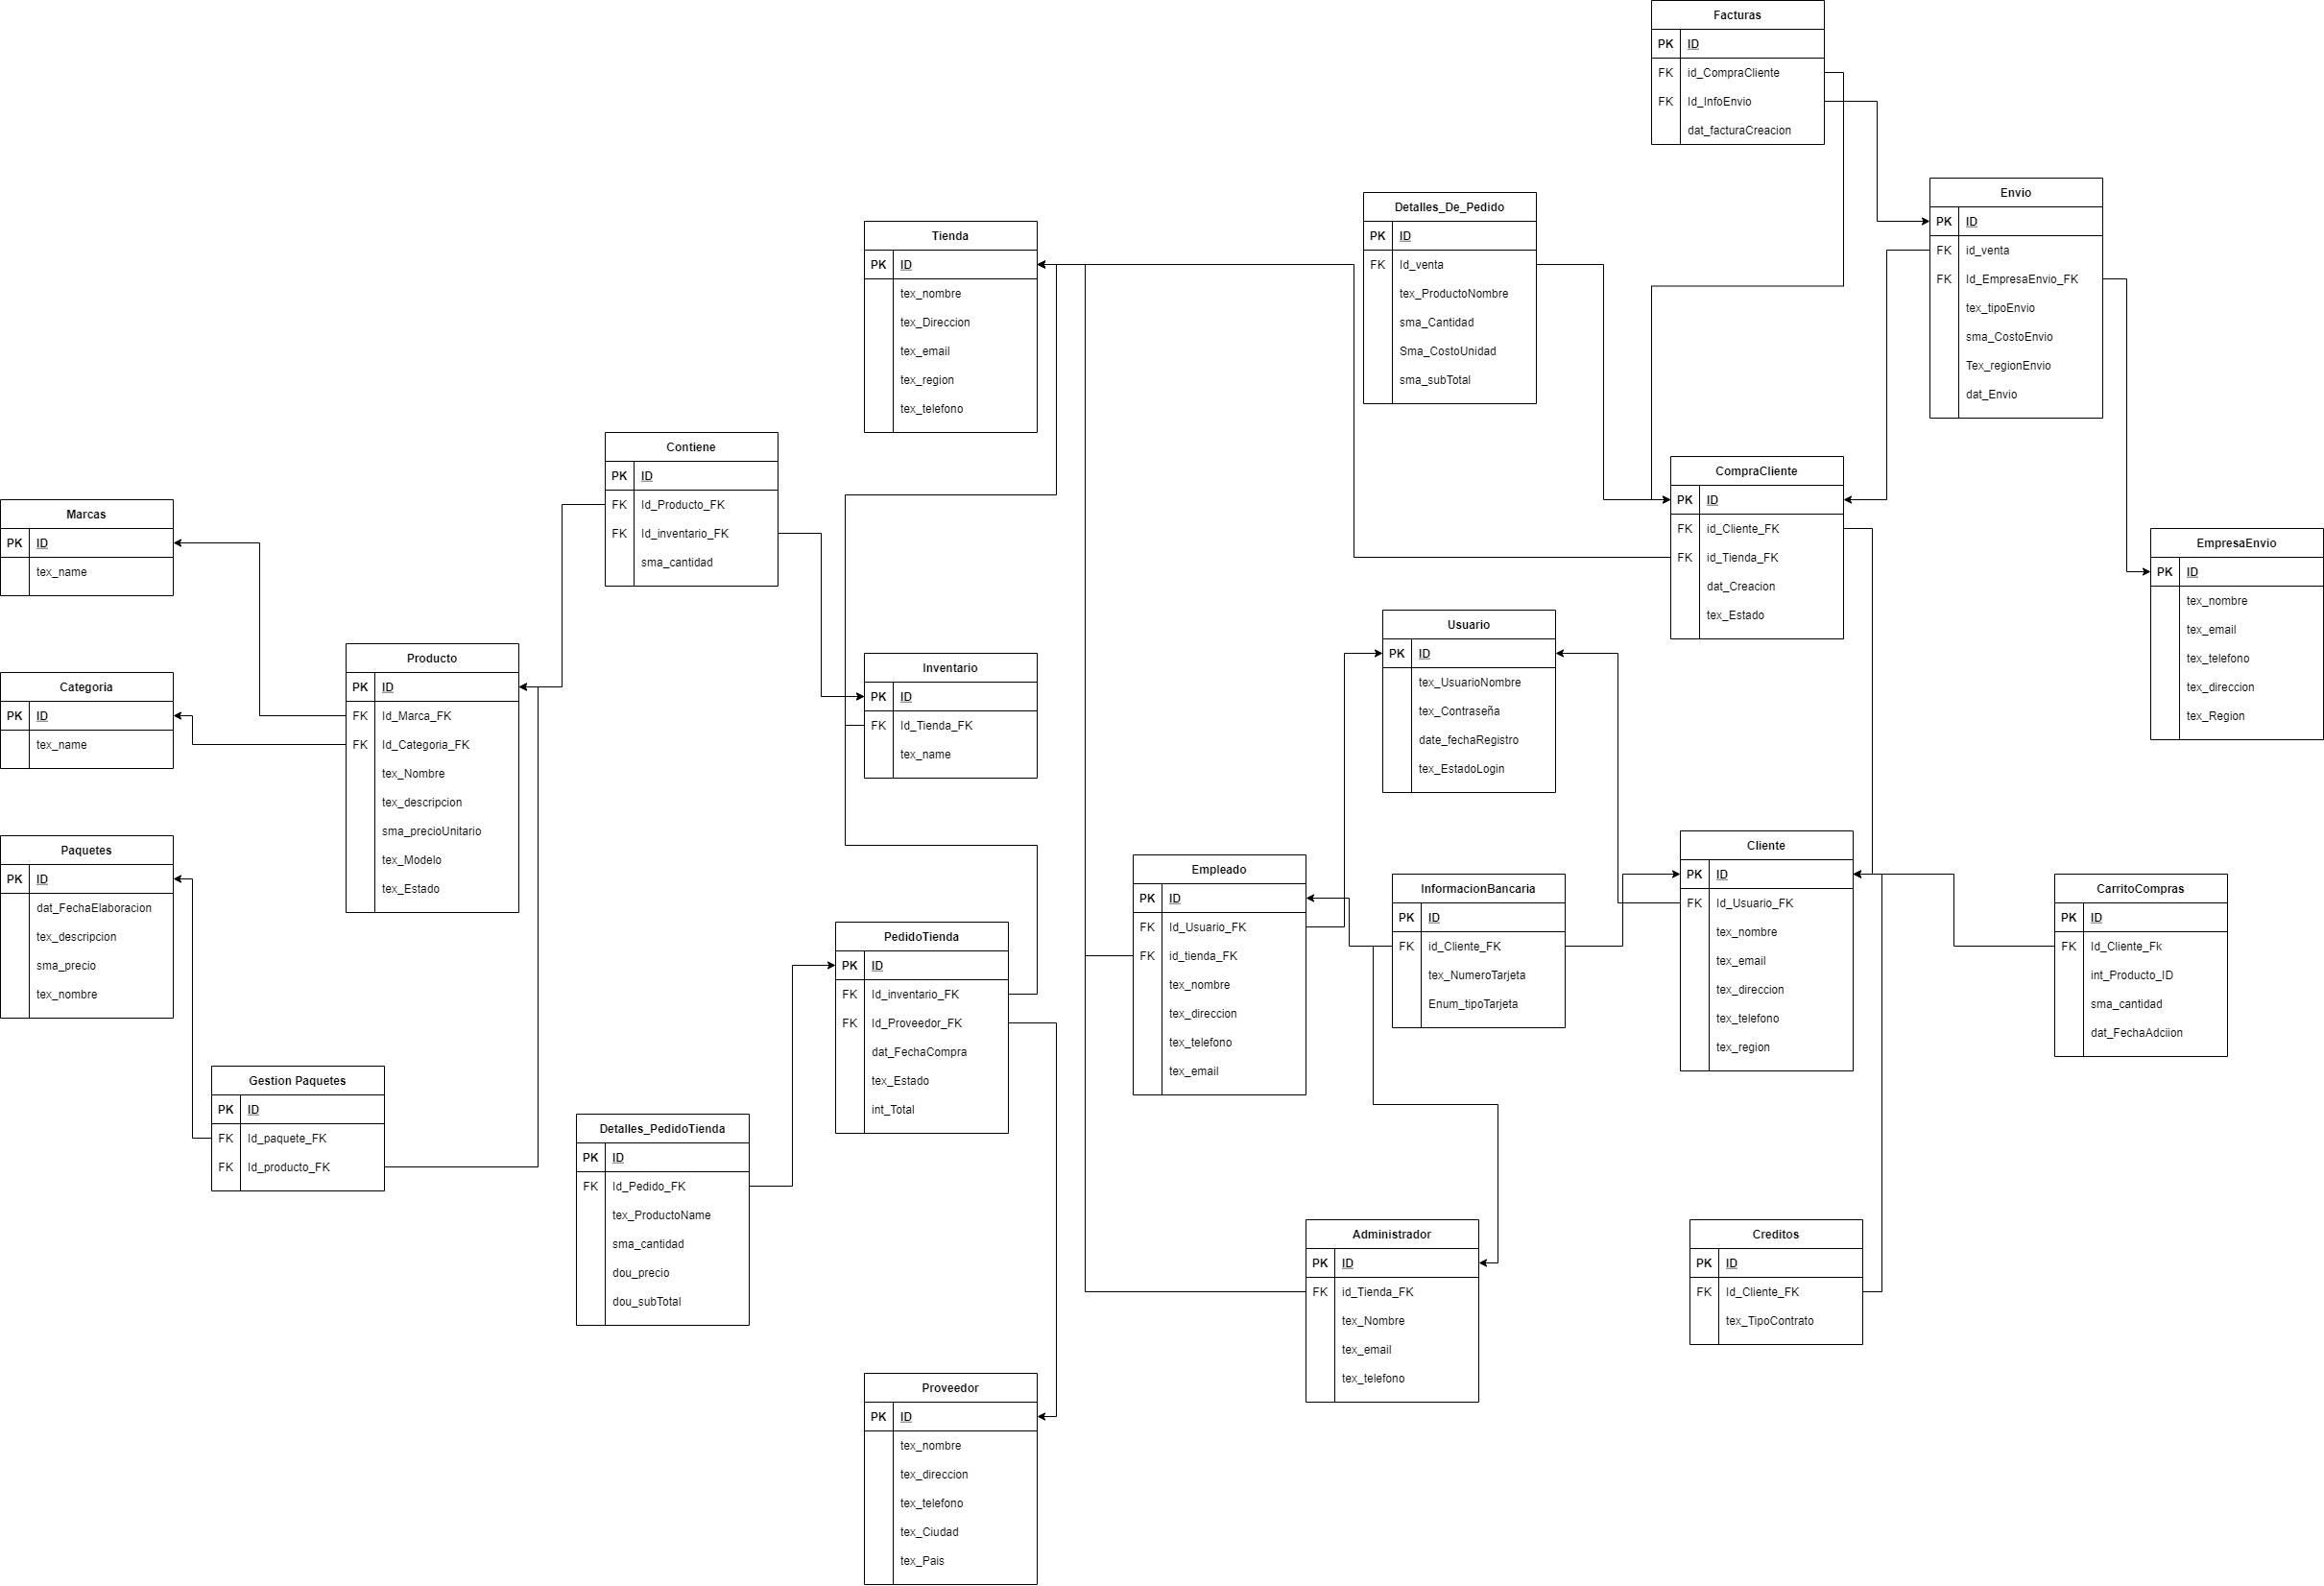 Facturas
PK ID
FK id_CompraCliente
FK Id_InfoEnvio
dat_facturaCreacion
Envio
PK ID
FK id_venta
FK Id_EmpresaEnvio_FK
tex_tipoEnvio
sma_CostoEnvio
Tex_regionEnvio
dat_Envio
Detalles_De_Pedido
PK ID
FK Id_venta
tex_ProductoNombre
sma_Cantidad
Sma_CostoUnidad
sma_subTotal
Tienda
PK ID
tex_nombre
tex_Direccion
tex_email
tex_region
tex_telefono
Contiene
PK ID
FK Id_Producto_FK
FK Id_inventario_FK
sma_cantidad
CompraCliente
PK ID
FK id_Cliente_FK
FK id_Tienda_FK
dat_Creacion
tex_Estado
Marcas
PK ID
tex_name
EmpresaEnvio
PK ID
tex_nombre
tex_email
tex_telefono
tex_direccion
tex_Region
Usuario
PK ID
tex_UsuarioNombre
tex_Contraseña
date_fechaRegistro
tex_EstadoLogin
Producto
PK ID
FK Id_Marca_FK
FK Id_Categoria_FK
tex_Nombre
tex_descripcion
sma_precioUnitario
tex_Modelo
tex_Estado
Inventario
PK ID
FK Id_Tienda_FK
tex_name
Categoria
PK ID
tex_name
Paquetes
PK ID
dat_FechaElaboracion
tex_descripcion
sma_precio
tex_nombre
Cliente
PK ID
FK Id_Usuario_FK
tex_nombre
tex_email
tex_direccion
tex_telefono
tex_region
Empleado
PK ID
FK Id_Usuario_FK
FK id_tienda_FK
tex_nombre
tex_direccion
tex_telefono
tex_email
InformacionBancaria
PK ID
FK id_Cliente_FK
tex_NumeroTarjeta
Enum_tipoTarjeta
CarritoCompras
PK ID
FK Id_Cliente_Fk
int_Producto_ID
sma_cantidad
dat_FechaAdciion
PedidoTienda
PK ID
FK Id_inventario_FK
FK Id_Proveedor_FK
dat_FechaCompra
tex_Estado
int_Total
Gestion Paquetes
PK ID
FK Id_paquete_FK
FK Id_producto_FK
Detalles_PedidoTienda
PK ID
FK Id_Pedido_FK
tex_ProductoName
sma_cantidad
dou_precio
dou_subTotal
Administrador
PK ID
FK id_Tienda_FK
tex_Nombre
tex_email
tex_telefono
Creditos
PK ID
FK Id_Cliente_FK
tex_TipoContrato
Proveedor
PK ID
tex_nombre
tex_direccion
tex_telefono
tex_Ciudad
tex_Pais